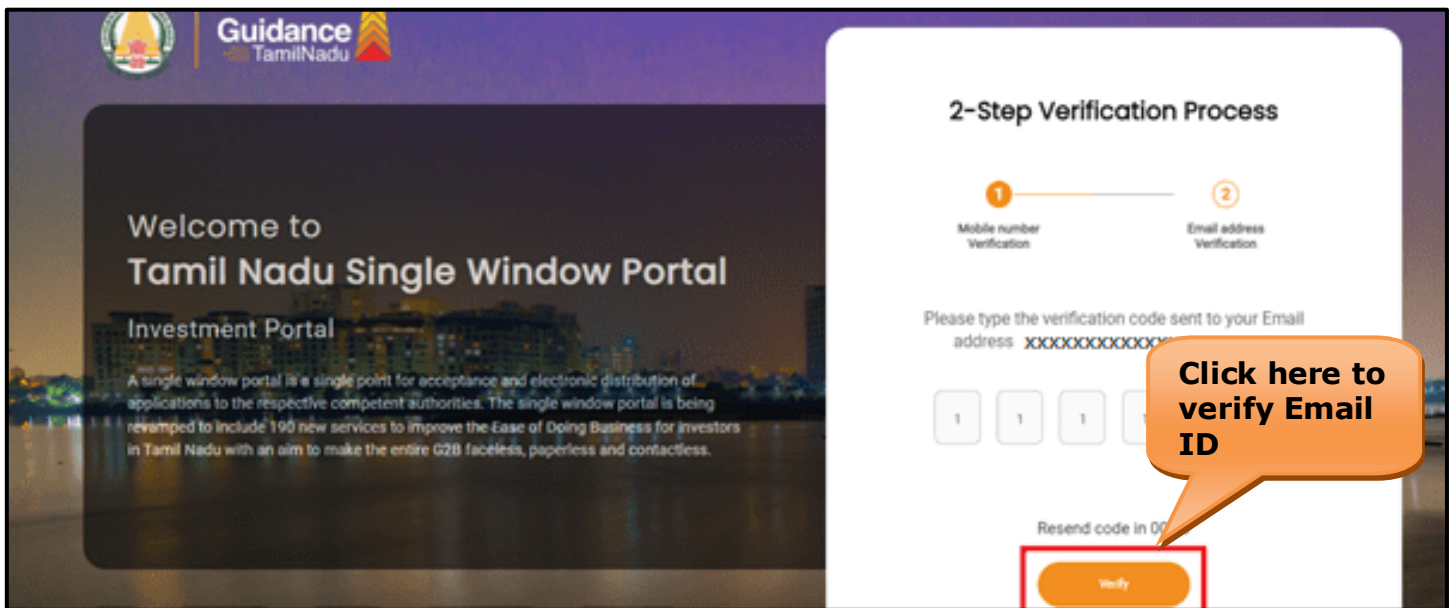 Guidance
TamilNadu
Welcome to
Tamil Nadu Single Window Portal
Investment Portal
A single window portal is a single point for acceptance and electronic distribution of
applications to the respective competent authorities. The single window portal is being
revamped to include 190 new services to improve the Ease of Doing Business for investors
in Tamil Nadu with an aim to make the entire G2B faceless, paperless and contactless.
2-Step Verification Process
1 2
Mobile number
Verification
Email address
Verification
Please type the verification code sent to your Email
address XXXXXXXXXXXXX
1 1 1 1
Click here to
verify Email
ID
Resend code in 00
Verify